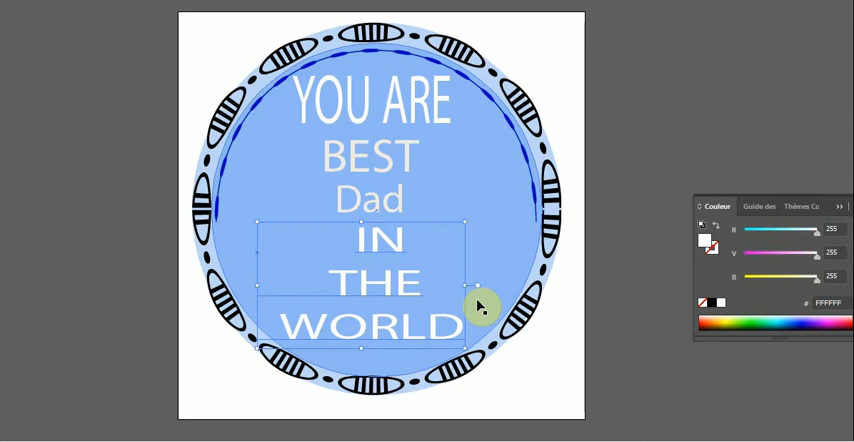 YOU ARE
BEST
Dad
IN
THE
WORLD
Couleur
Guide des
Thèmes Co
R 255
V 255
B 255
# FFFFFF